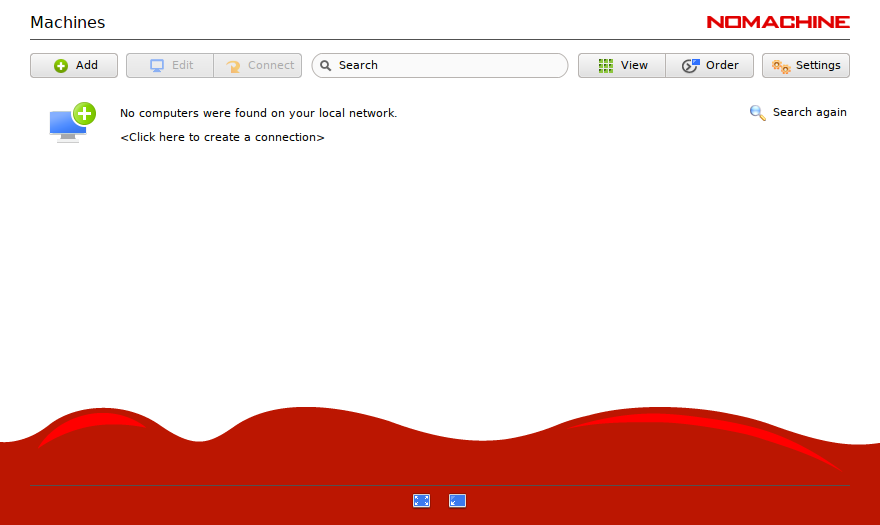 Machines
NOMACHINE
Add
Edit
Connect
Search
View
Order
Settings
No computers were found on your local network.
Search again
<Click here to create a connection>